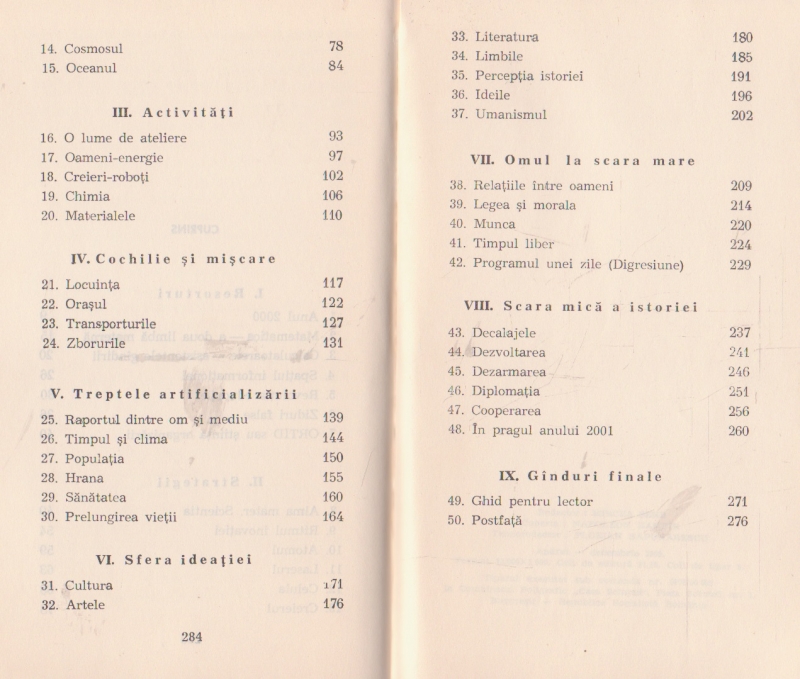 14. Cosmosul 78
15. Oceanul 84
III. Activități
16. O lume de ateliere 93
17. Oameni-energie 97
18. Creieri-roboți 102
19. Chimia 106
20. Materialele 110
IV. Cochilie și mișcare
21. Locuința 117
22. Orașul 122
23. Transporturile 127
24. Zborurile 131
V. Treptele artificializării
25. Raportul dintre om și mediu 139
26. Timpul și clima 144
27. Populația 150
28. Hrana 155
29. Sănătatea 160
30. Prelungirea vieții 164
VI. Sfera ideației
31. Cultura 171
32. Artele 176
284
33. Literatura 180
34. Limbile 185
35. Percepția istoriei 191
36. Ideile 196
37. Umanismul 202
VII. Omul la scara mare
38. Relațiile între oameni 209
39. Legea și morala 214
40. Munca 220
41. Timpul liber 224
42. Programul unei zile (Digresiune) 229
VIII. Scara mică a istoriei
43. Decalajele 237
44. Dezvoltarea 241
45. Dezarmarea 246
46. Diplomația 251
47. Cooperarea 256
48. În pragul anului 2001 260
IX. Gînduri finale
49. Ghid pentru lector 271
50. Postfață 276